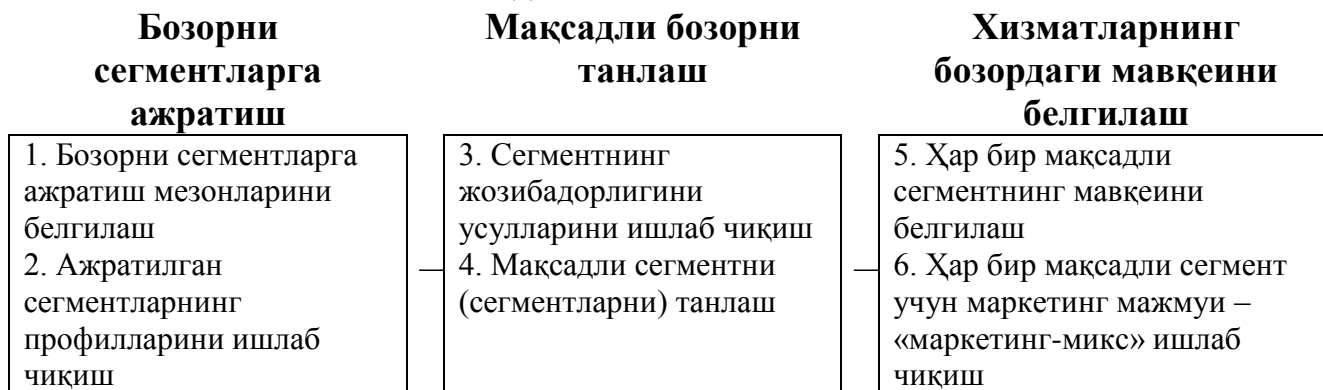 Бозорни
сегментларга
ажратиш
1. Бозорни сегментларга
ажратиш мезонларини
белгилаш
2. Ажратилган
сегментларнинг
профилларини ишлаб
чиқиш
Мақсадли бозорни
танлаш
3. Сегментнинг
жозибадорлигини
усулларини ишлаб чиқиш
4. Мақсадли сегментни
(сегментларни) танлаш
Хизматларнинг
бозордаги мавқеини
белгилаш
5. Ҳар бир мақсадли
сегментнинг мавқеини
белгилаш
6. Ҳар бир мақсадли сегмент
учун маркетинг мажмуи –
«маркетинг-микс» ишлаб
чиқиш